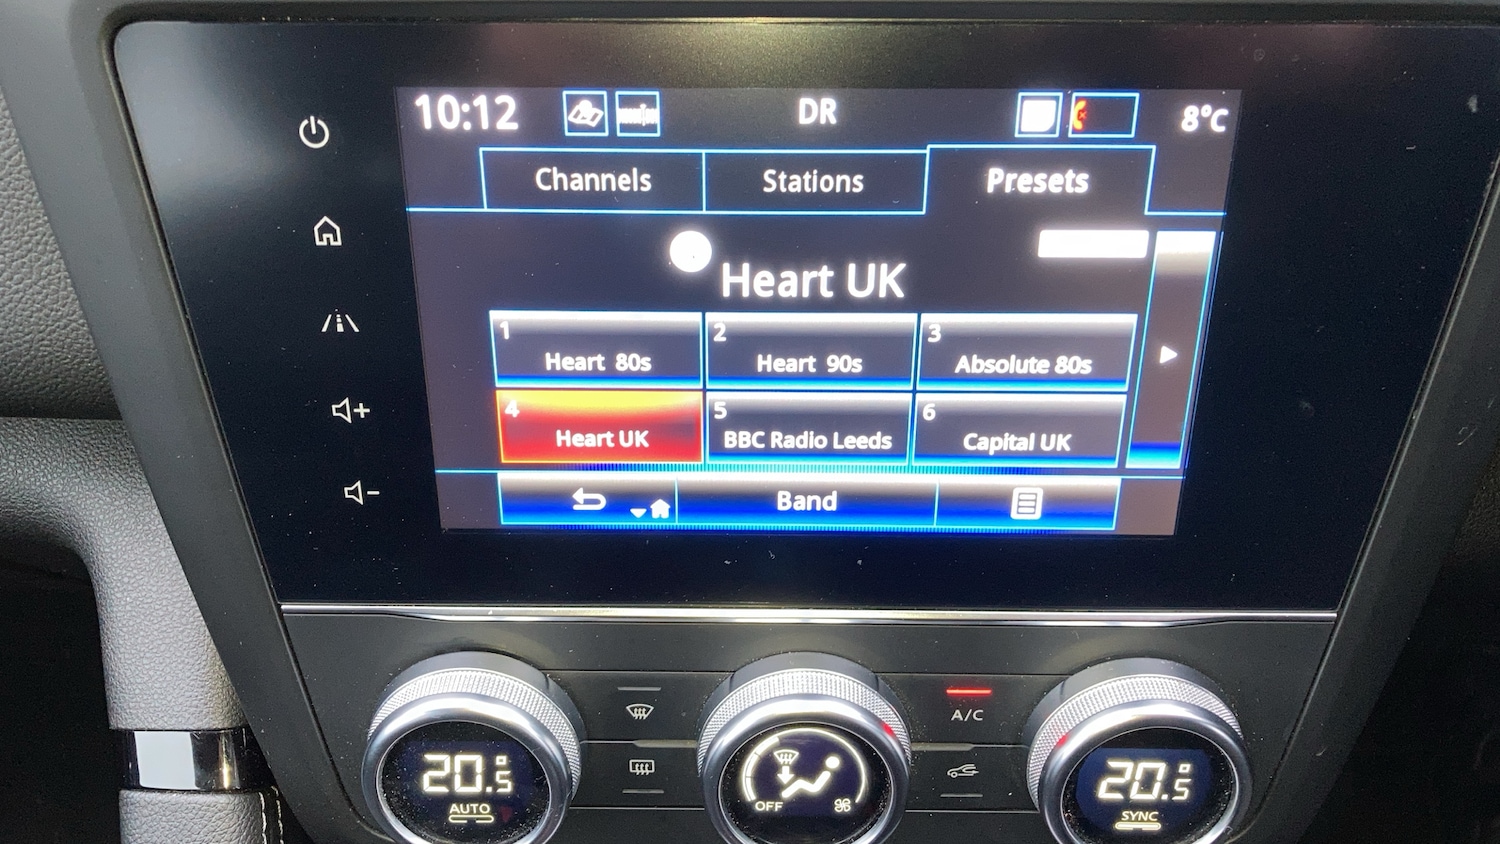 10:12 DR 8°C
Channels Stations Presets
Heart UK
1 2 3
Heart 80s Heart 90s Absolute 80s
4 5 6
Heart UK BBC Radio Leeds Capital UK
Band
A/C
20.5° 20.5°
AUTO OFF SYNC